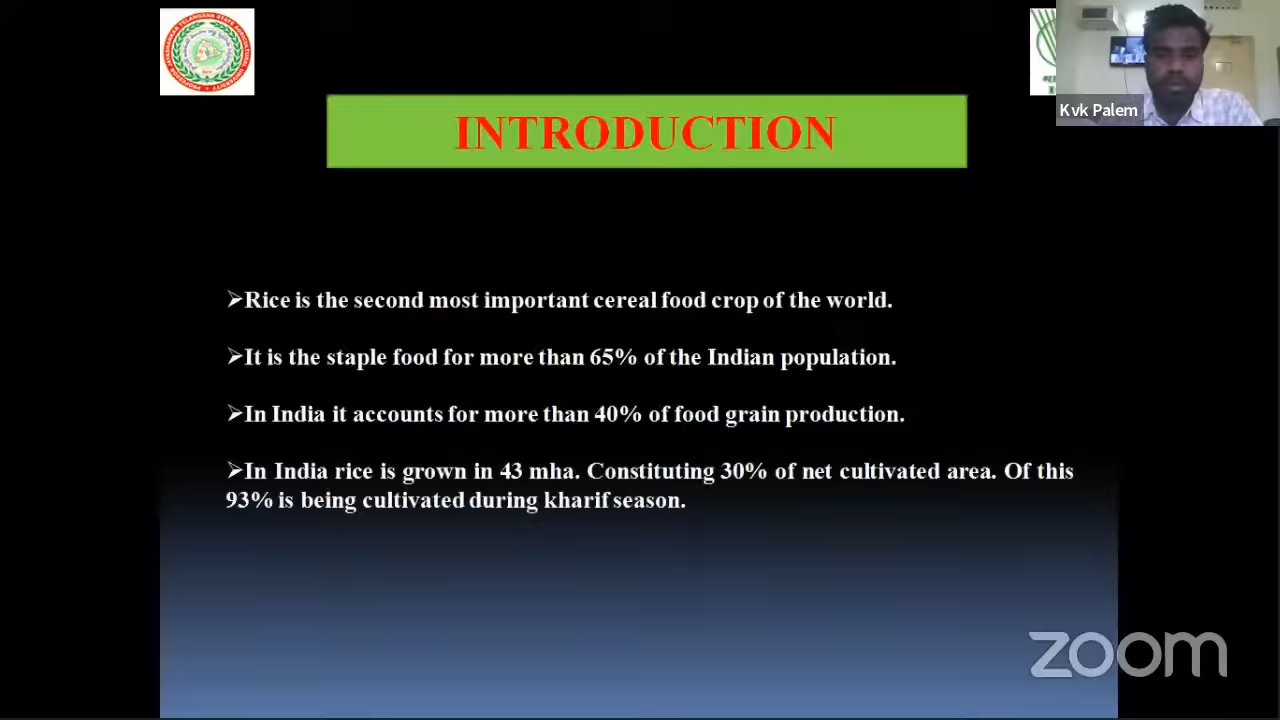 INTRODUCTION
Kvk Palem
➢Rice is the second most important cereal food crop of the world.
➢It is the staple food for more than 65% of the Indian population.
➢In India it accounts for more than 40% of food grain production.
➢In India rice is grown in 43 mha. Constituting 30% of net cultivated area. Of this
93% is being cultivated during kharif season.
zoom